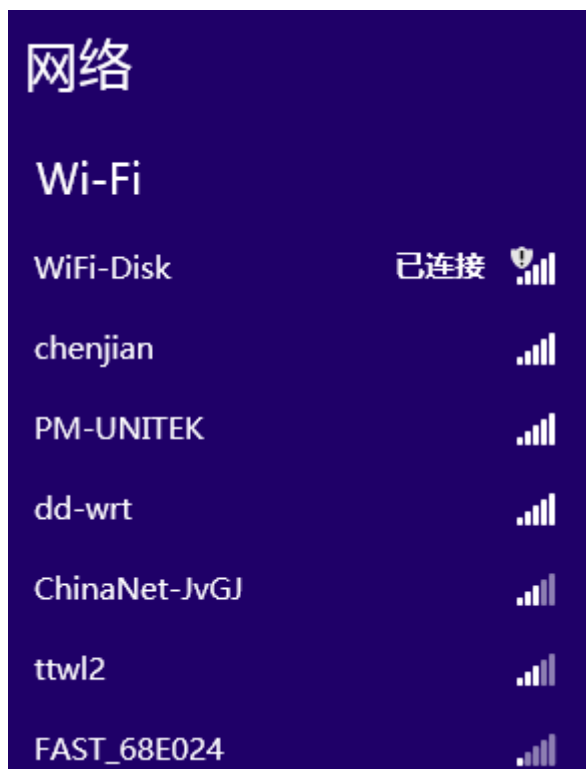 网络
Wi-Fi
WiFi-Disk 已连接
chenjian
PM-UNITEK
dd-wrt
ChinaNet-JvGJ
ttwl2
FAST_68E024